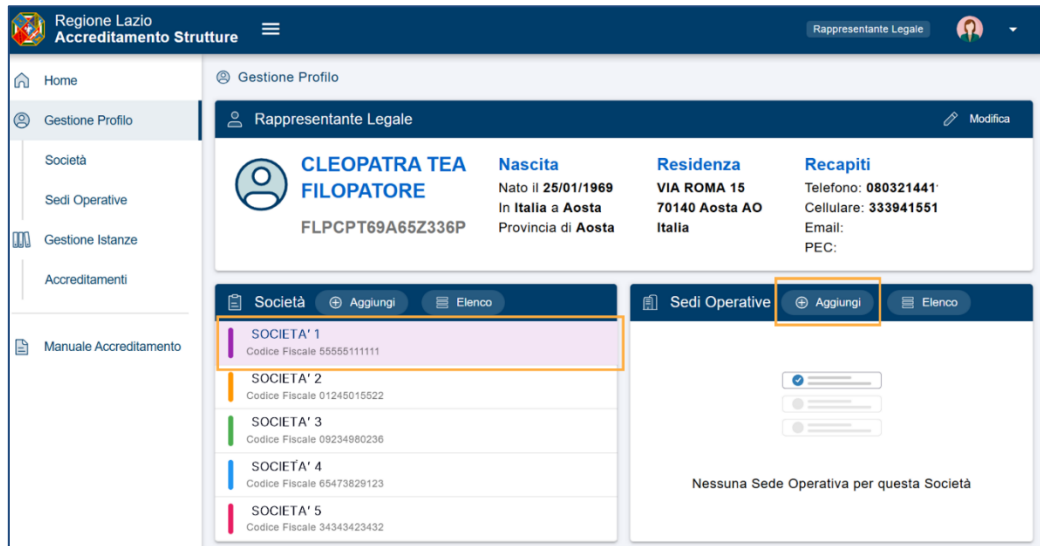 Regione Lazio
Accreditamento Strutture
Rappresentante Legale
Home
Gestione Profilo
Società
Sedi Operative
Gestione Istanze
Accreditamenti
Manuale Accreditamento
Gestione Profilo
Rappresentante Legale
Modifica
CLEOPATRA TEA
FILOPATORE
FLPCPT69A65Z336P
Nascita
Nato il 25/01/1969
In Italia a Aosta
Provincia di Aosta
Residenza
VIA ROMA 15
70140 Aosta AO
Italia
Recapiti
Telefono: 080321441
Cellulare: 333941551
Email:
PEC:
Società
Aggiungi
Elenco
SOCIETA' 1
Codice Fiscale 55555111111
SOCIETA' 2
Codice Fiscale 01245015522
SOCIETA' 3
Codice Fiscale 09234980236
SOCIETA' 4
Codice Fiscale 65473829123
SOCIETA' 5
Codice Fiscale 34343423432
Sedi Operative
Aggiungi
Elenco
Nessuna Sede Operativa per questa Società